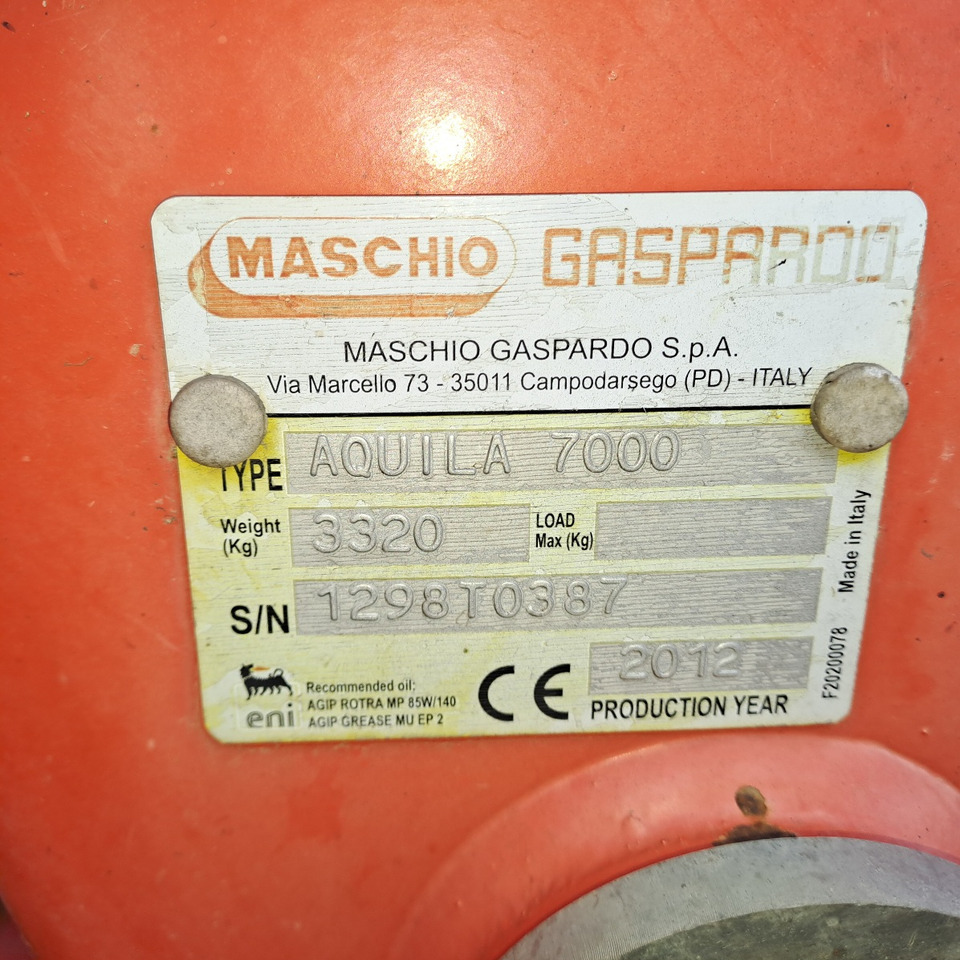 MASCHIO GASPARDO
MASCHIO GASPARDO S.p.A.
Via Marcello 73 - 35011 Campodarsego (PD) - ITALY
TYPE AQUILA 7000
Weight (Kg) 3320 LOAD Max (Kg)
S/N 1298T0387
eni
Recommended oil:
AGIP ROTRA MP 85W/140
AGIP GREASE MU EP 2
CE
2012
PRODUCTION YEAR
F20200078 Made in Italy